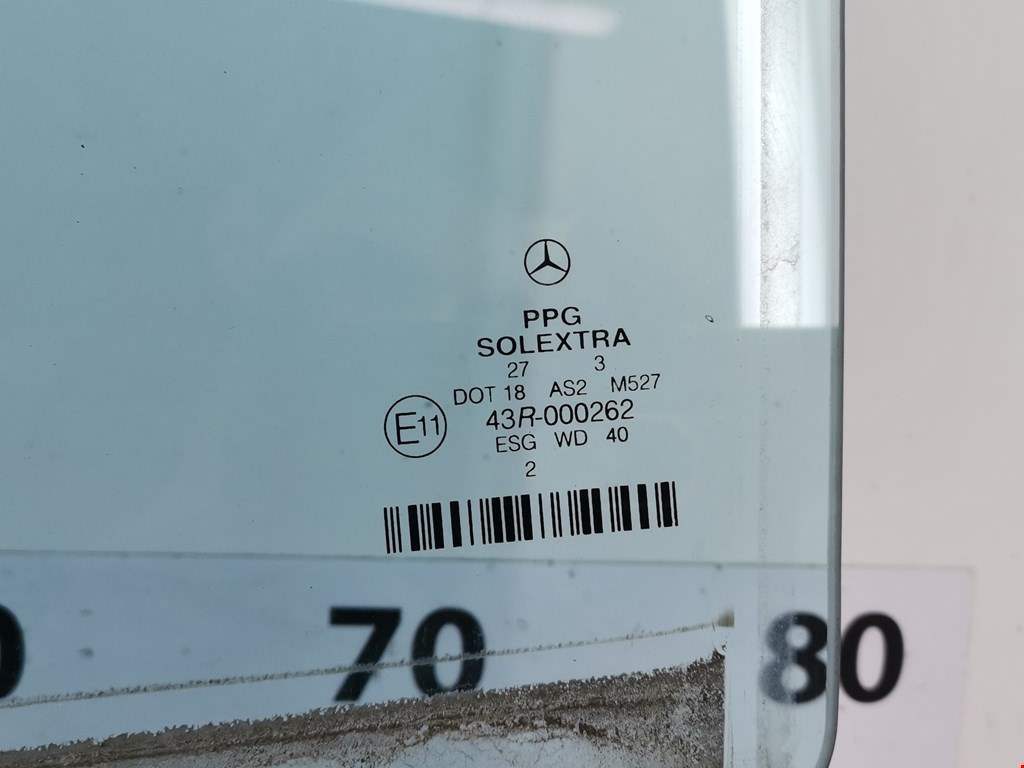 PPG
SOLEXTRA
27 3
DOT 18 AS2 M527
E11 43R-000262
ESG WD 40
2
70 80